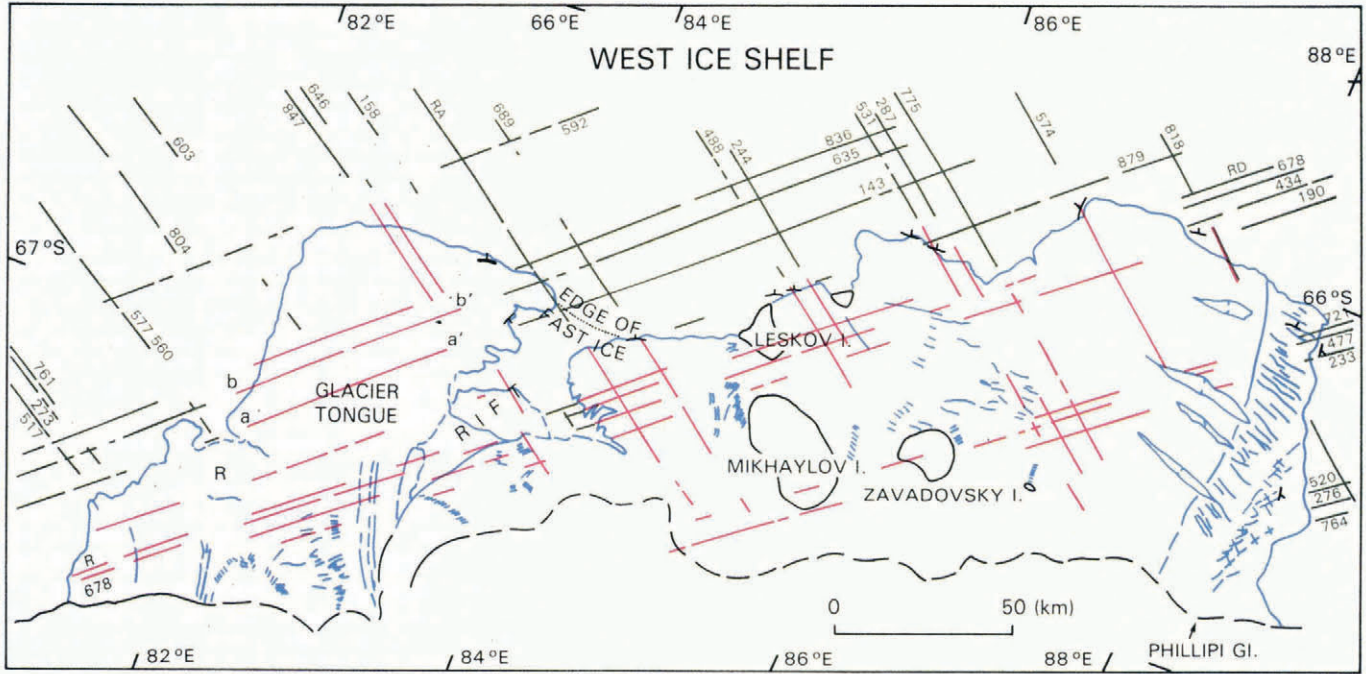 82 °E
66 °E
84 °E
86 °E
88 °E
WEST ICE SHELF
646
158
847
RA
689
592
603
488
244
531
287
775
836
635
143
574
818
879
RD
678
434
190
804
67 °S
577
560
b'
a'
b
a
EDGE OF
FAST ICE
LESKOV I.
66 °S
721
477
233
761
273
517
GLACIER
TONGUE
RIFT
R
MIKHAYLOV I.
ZAVADOVSKY I.
520
276
764
R
678
0 50 (km)
PHILLIPI GI.
82 °E
84 °E
86 °E
88 °E